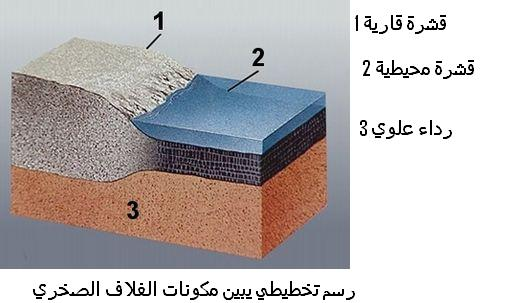 1
2
3
قشرة قارية 1
قشرة محيطية 2
رداء علوي 3
رسم تخطيطي يبين مكونات الغلاف الصخري